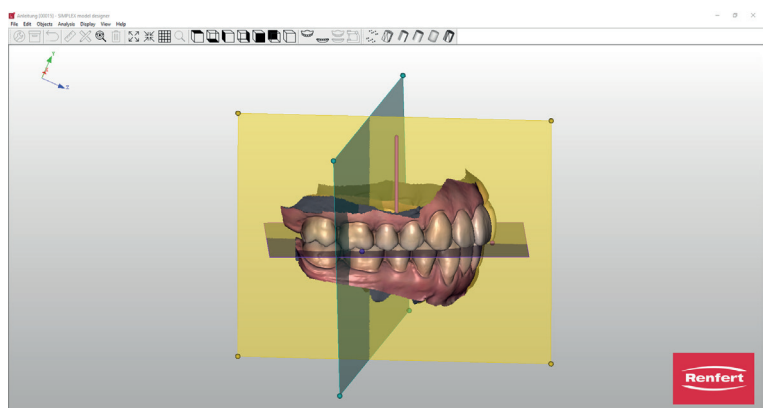 Anleitung [00015] - SIMPLEX model designer
File Edit Objects Analysis Display View Help
Y
Z
Renfert